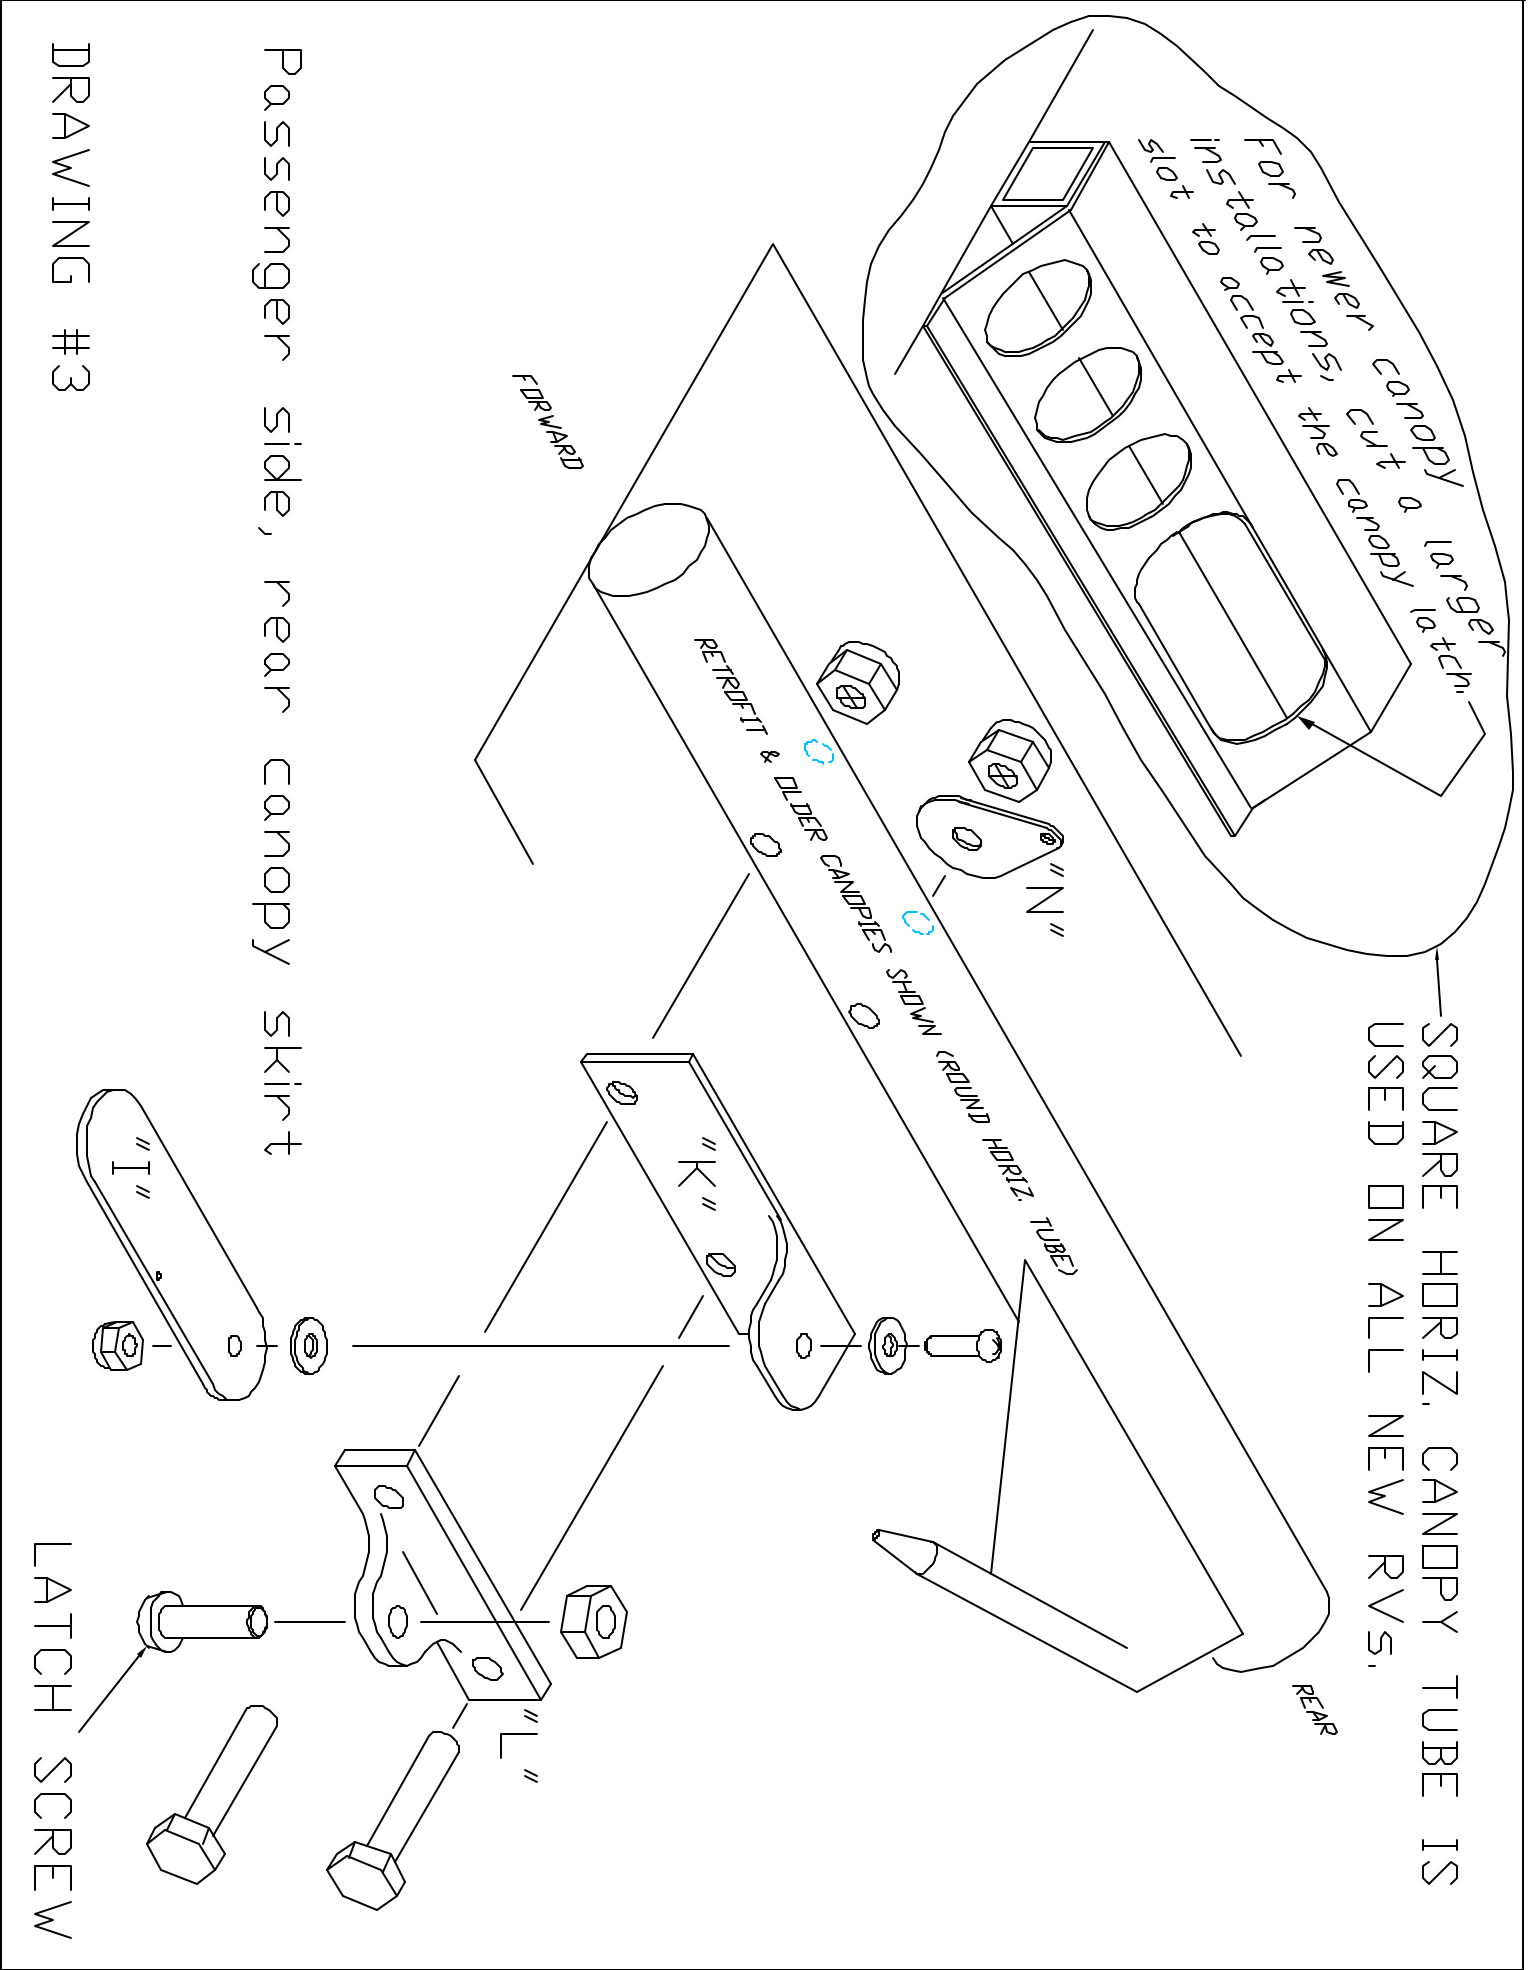 For newer canopy
installations, cut a larger
slot to accept the canopy latch.
SQUARE HORIZ. CANOPY TUBE IS
USED ON ALL NEW RVs.
"N"
RETROFIT & OLDER CANOPIES SHOWN (ROUND HORIZ. TUBE)
FORWARD
REAR
"K"
"L"
"I"
Passenger side, rear canopy skirt
LATCH SCREW
DRAWING #3